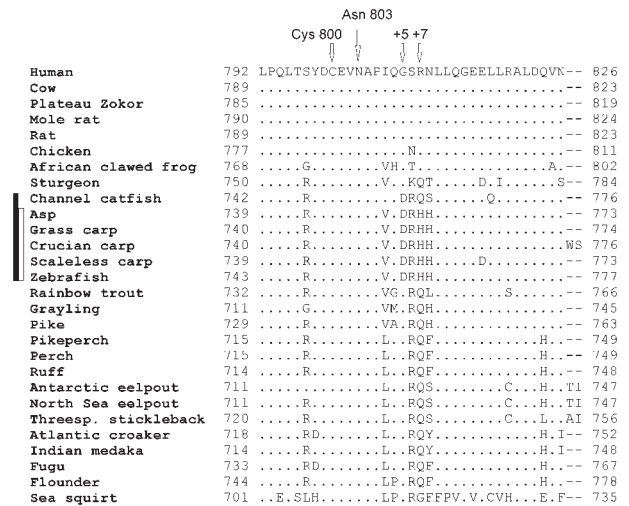 Asn 803
Cys 800 +5 +7
Human 792 LPQLTSYDCEVNAPIQGSRNLLQGEELLRALDQVN-- 826
Cow 789 ...................................-- 823
Plateau Zokor 785 ...................................-- 819
Mole rat 790 ...................................-- 824
Rat 789 ...................................-- 823
Chicken 777 .................N.................-- 811
African clawed frog 768 .....G........VH.T...............A.-- 802
Sturgeon 750 .....R........V..KQT.....D.I......S-- 784
Channel catfish 742 .....R..........DRQS......Q........-- 776
Asp 739 .....R........V.DRHH...............-- 773
Grass carp 740 .....R........V.DRHH...............-- 774
Crucian carp 740 .....R........V.DRHH...............WS 776
Scaleless carp 739 .....R........V.DRHH.....D.........-- 773
Zebrafish 743 .....R........V.DRHH...............-- 777
Rainbow trout 732 .....R........VG.RQL........R......-- 766
Grayling 711 .....G........VM.RQH...............-- 745
Pike 729 .....R........VA.RQH...............-- 763
Pikeperch 715 .....R........L..RQF............H..-- 749
Perch 715 .....R........L..RQF............H..-- 749
Ruff 714 .....R........L..RQF............H..-- 748
Antarctic eelpout 711 ..............L..RQS........C...H..TI 747
North Sea eelpout 711 .....R........L..RQS........C...H..TI 747
Threesp. stickleback 720 .....R........L..RQS........C...L..AI 756
Atlantic croaker 718 .....RD.......L..RQY............H.I-- 752
Indian medaka 714 .....R........L..RQY..............I-- 748
Fugu 733 .....RD.......L..RQF............H..-- 767
Flounder 744 .....R........LP.RQF............H..-- 778
Sea squirt 701 ..E.SLH.......LP.RGFFPV.V.CVH...E.F-- 735